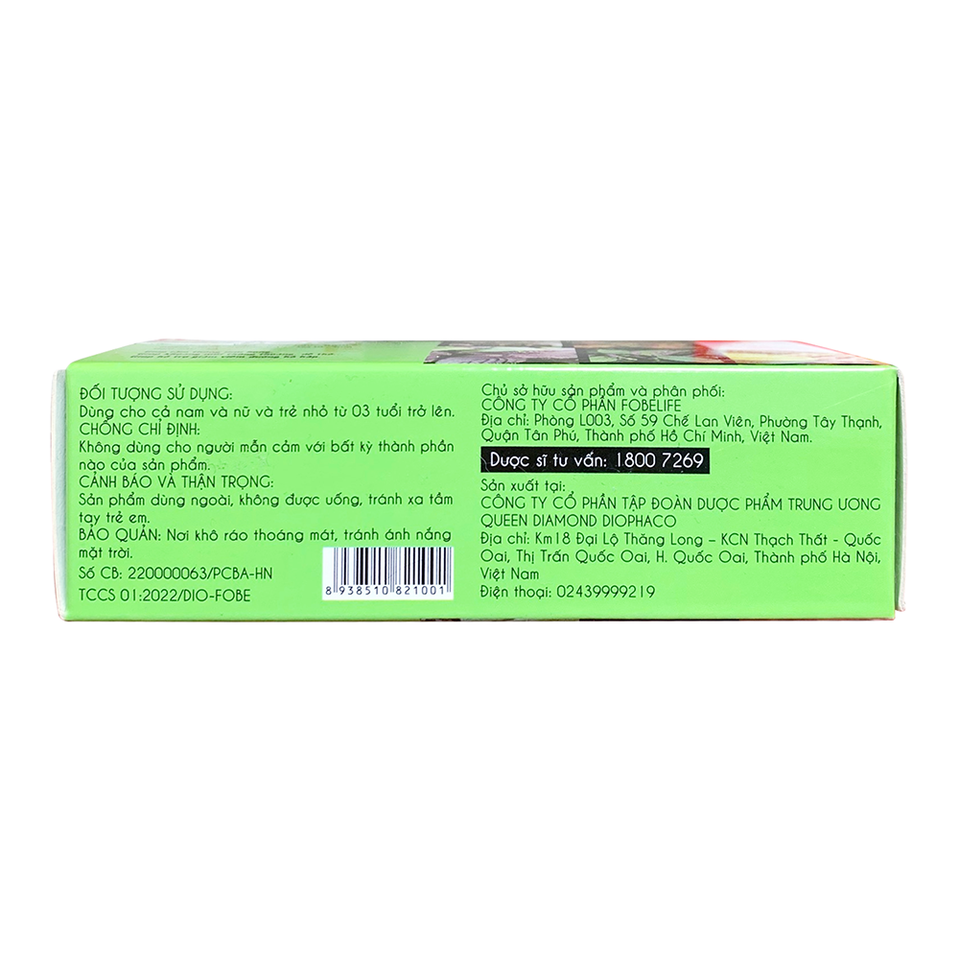 ĐỐI TƯỢNG SỬ DỤNG:
Dùng cho cả nam và nữ và trẻ nhỏ từ 03 tuổi trở lên.
CHỐNG CHỈ ĐỊNH:
Không dùng cho người mẫn cảm với bất kỳ thành phần
nào của sản phẩm.
CẢNH BÁO VÀ THẬN TRỌNG:
Sản phẩm dùng ngoài, không được uống, tránh xa tầm
tay trẻ em.
BẢO QUẢN: Nơi khô ráo thoáng mát, tránh ánh nắng
mặt trời.
Số CB: 220000063/PCBA-HN
TCCS 01:2022/DIO-FOBE
8 938510 821001
Chủ sở hữu sản phẩm và phân phối:
CÔNG TY CỔ PHẦN FOBELIFE
Địa chỉ: Phòng L003, Số 59 Chế Lan Viên, Phường Tây Thạnh,
Quận Tân Phú, Thành phố Hồ Chí Minh, Việt Nam.
Dược sĩ tư vấn: 1800 7269
Sản xuất tại:
CÔNG TY CỔ PHẦN TẬP ĐOÀN DƯỢC PHẨM TRUNG ƯƠNG
QUEEN DIAMOND DIOPHACO
Địa chỉ: Km18 Đại Lộ Thăng Long – KCN Thạch Thất - Quốc
Oai, Thị Trấn Quốc Oai, H. Quốc Oai, Thành phố Hà Nội,
Việt Nam
Điện thoại: 02439999219